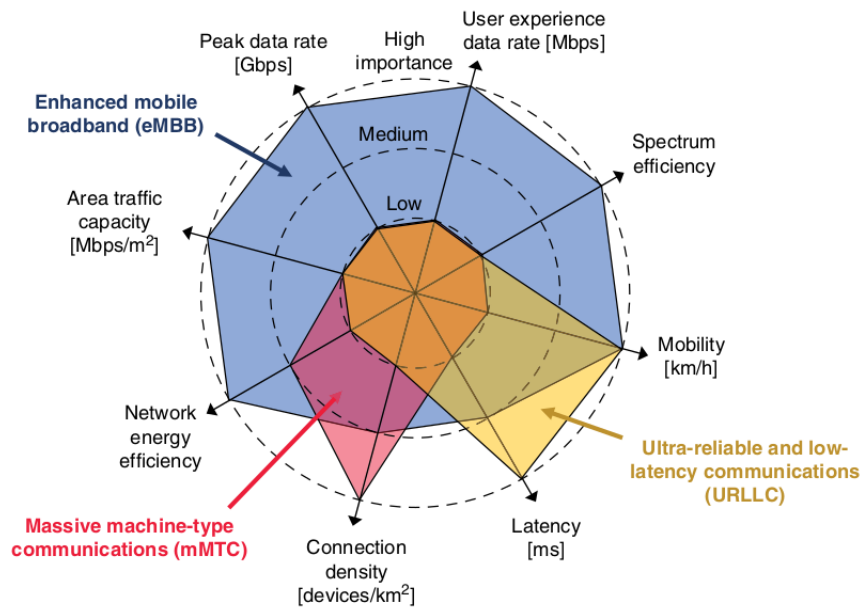 Peak data rate
[Gbps]
High
importance
User experience
data rate [Mbps]
Enhanced mobile
broadband (eMBB)
Medium
Spectrum
efficiency
Area traffic
capacity
[Mbps/m²]
Low
Mobility
[km/h]
Network
energy
efficiency
Ultra-reliable and low-
latency communications
(URLLC)
Massive machine-type
communications (mMTC)
Latency
[ms]
Connection
density
[devices/km²]